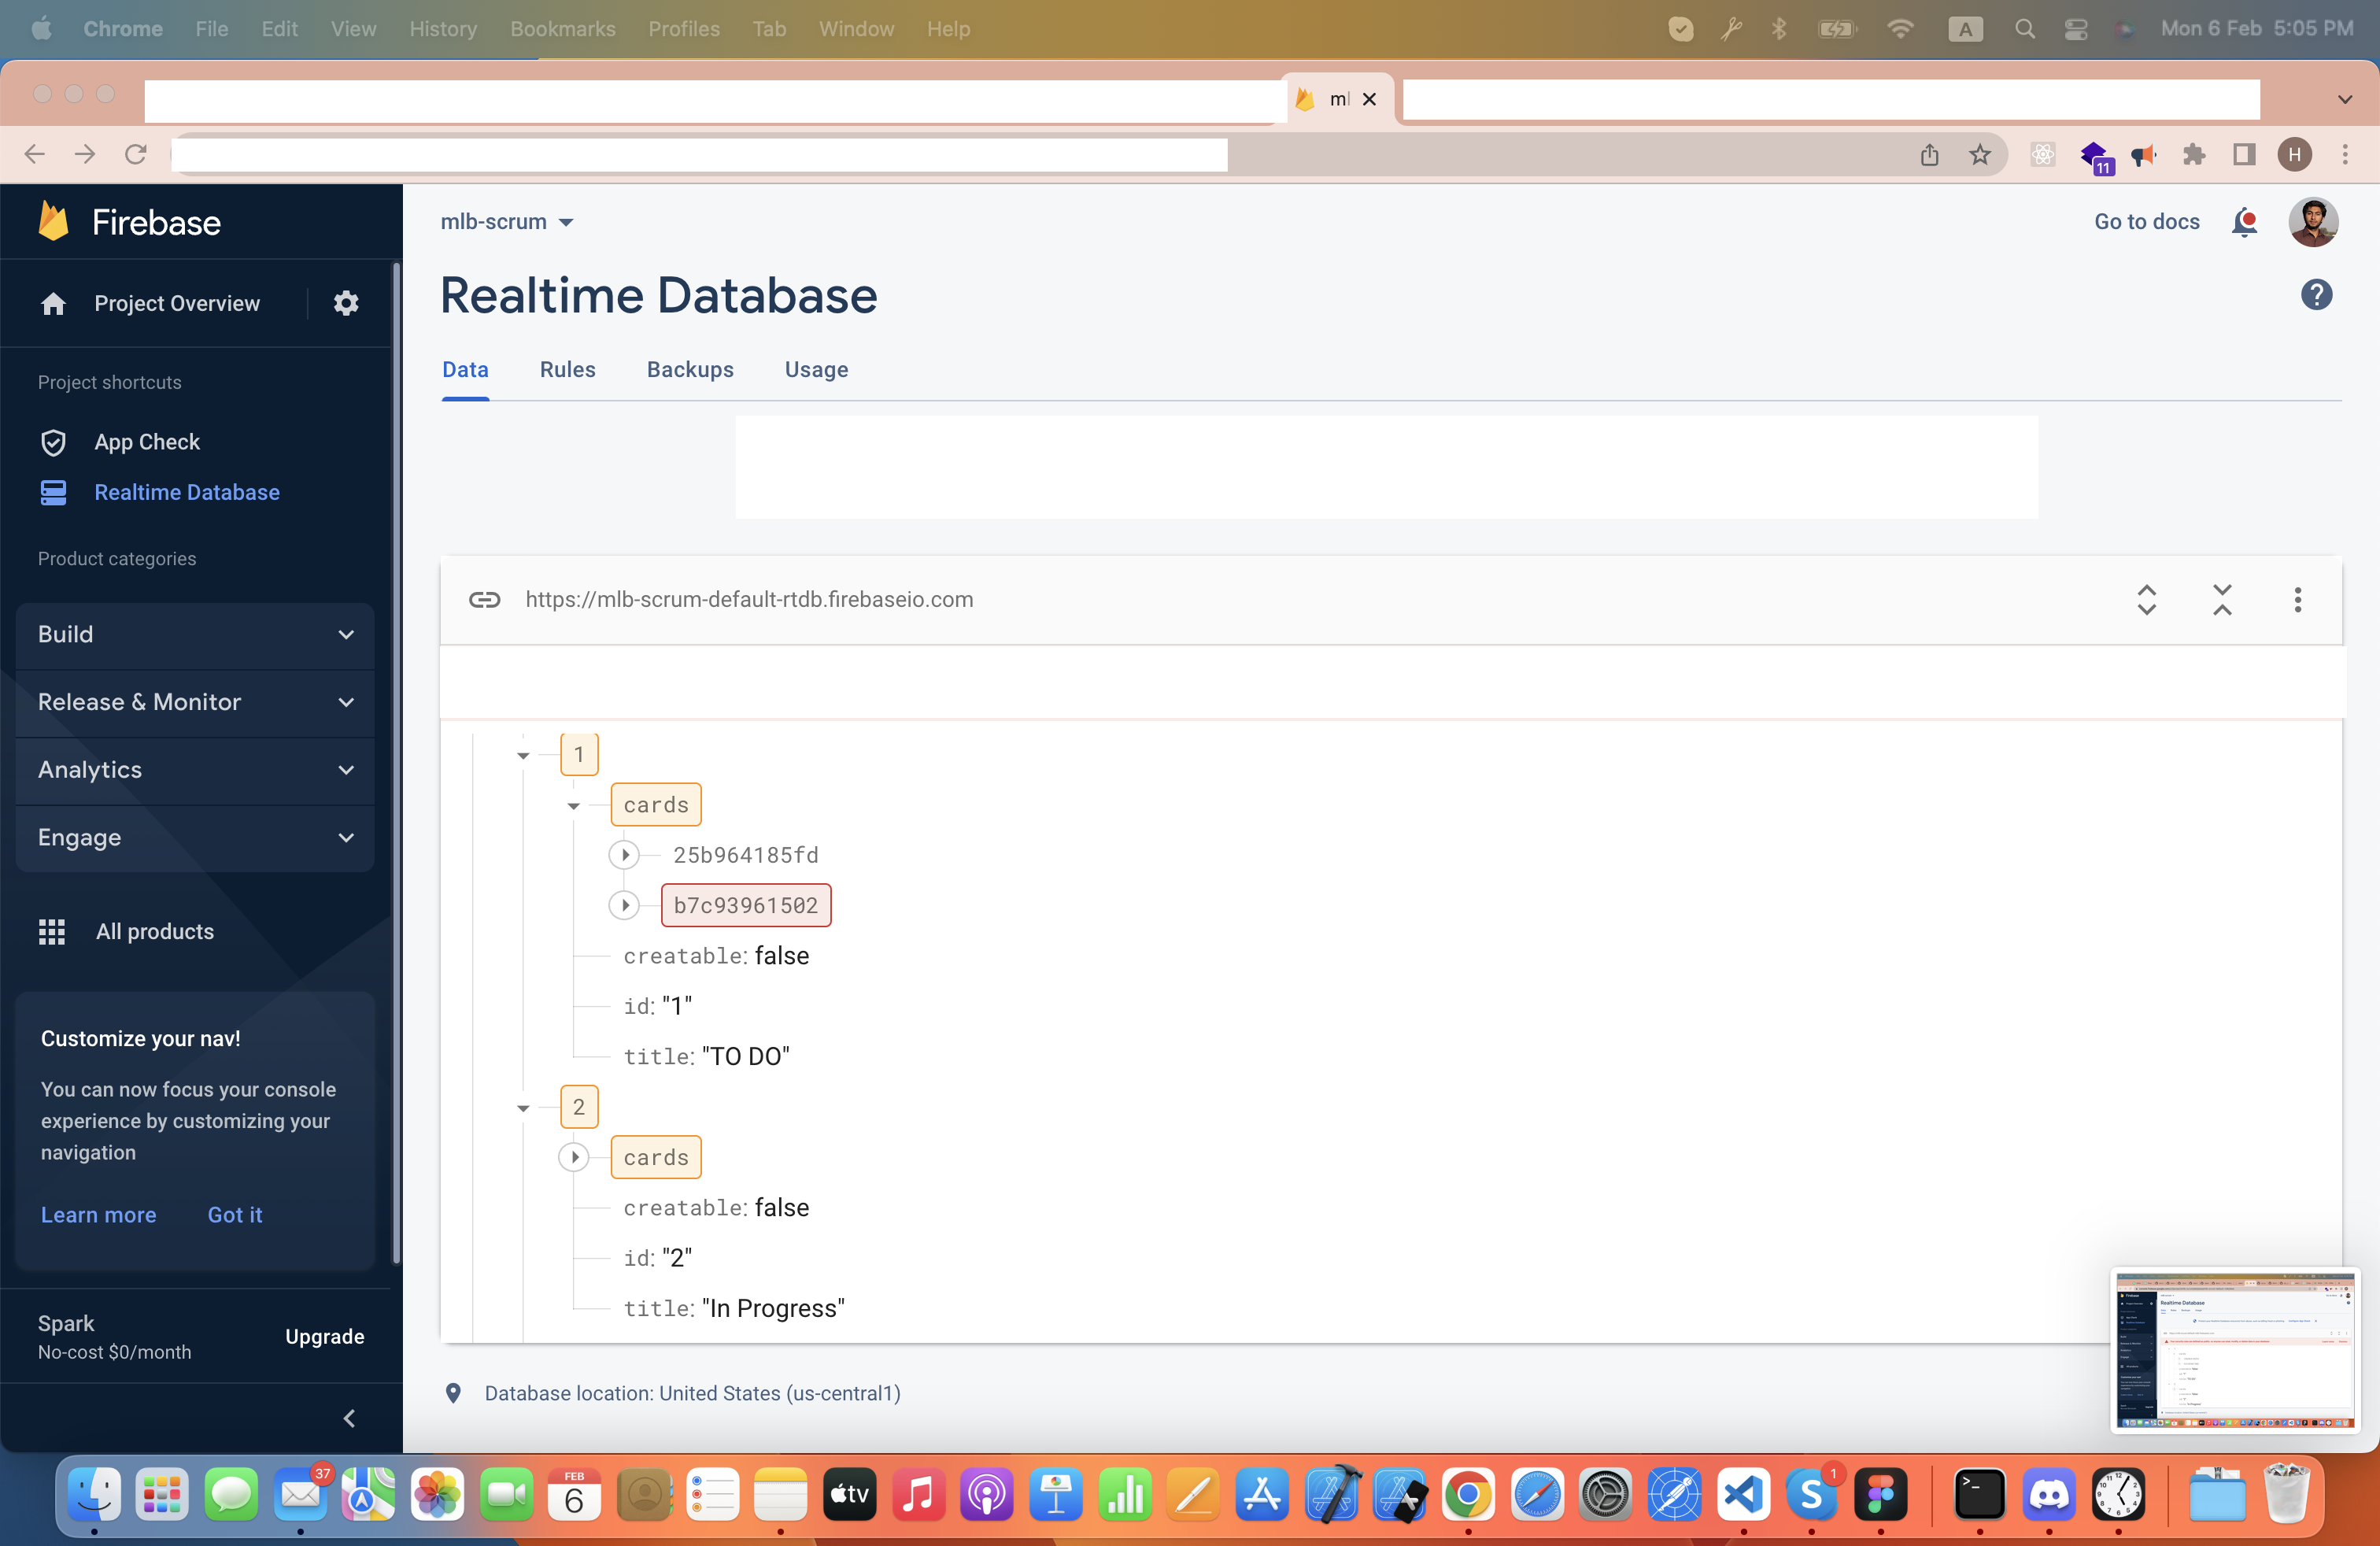 Chrome File Edit View History Bookmarks Profiles Tab Window Help A Mon 6 Feb 5:05 PM
ml
11 H
Firebase
mlb-scrum
Go to docs
Project Overview
Realtime Database
Data Rules Backups Usage
Project shortcuts
App Check
Realtime Database
Product categories
Build
Release & Monitor
Analytics
Engage
All products
Customize your nav!
You can now focus your console
experience by customizing your
navigation
Learn more Got it
Spark
No-cost $0/month
Upgrade
https://mlb-scrum-default-rtdb.firebaseio.com
1
cards
25b964185fd
b7c93961502
creatable: false
id: "1"
title: "TO DO"
2
cards
creatable: false
id: "2"
title: "In Progress"
Database location: United States (us-central1)
Firebase
Realtime Database
37
FEB
6
tv
1